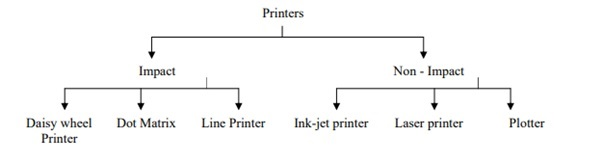 Printers
Impact
Non - Impact
Daisy wheel
Printer
Dot Matrix
Line Printer
Ink-jet printer
Laser printer
Plotter